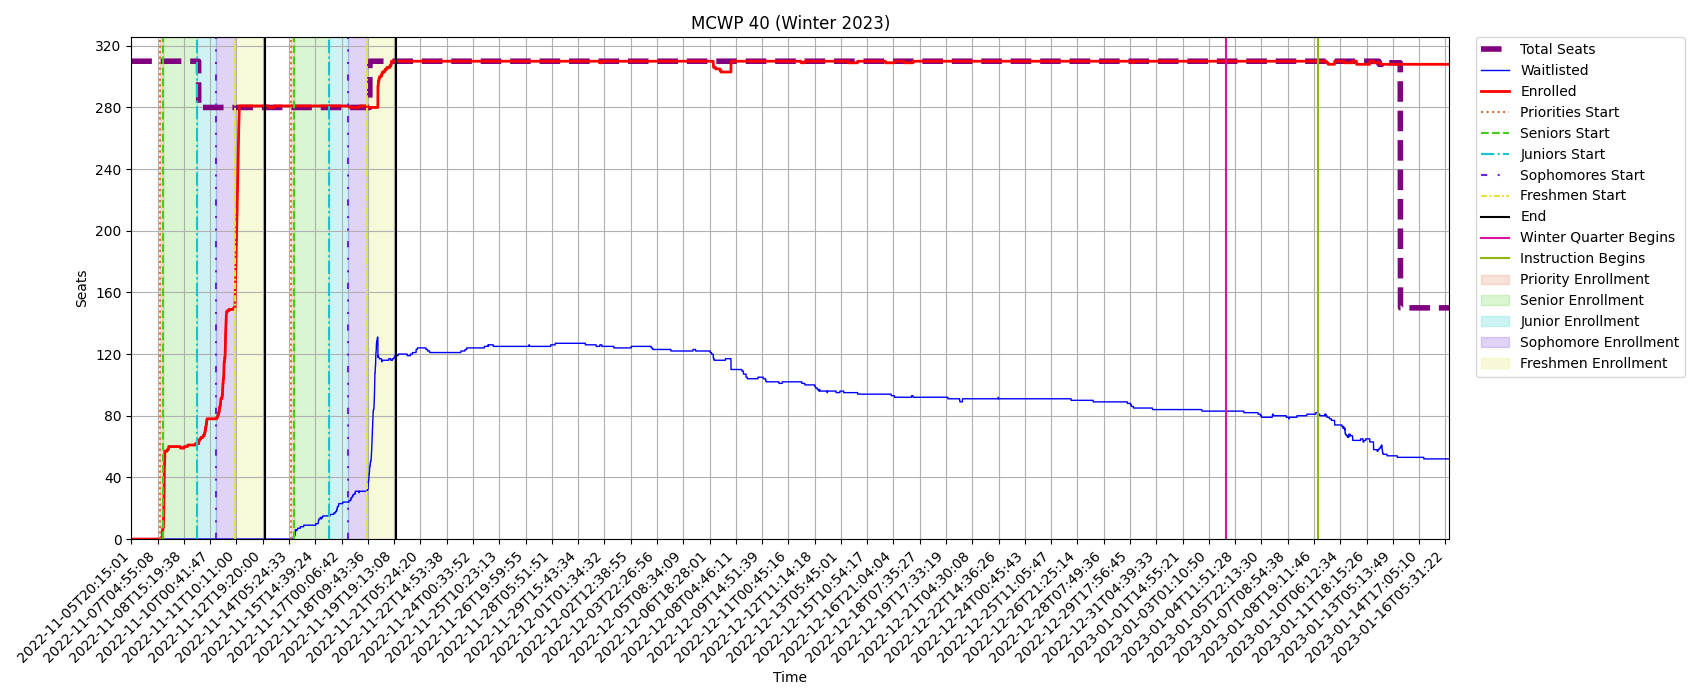 MCWP 40 (Winter 2023)
Seats
320
280
240
200
160
120
80
40
0
2022-11-05T20:15:01
2022-11-07T04:55:08
2022-11-08T15:19:38
2022-11-10T00:41:47
2022-11-11T10:11:00
2022-11-12T19:20:00
2022-11-14T05:24:33
2022-11-15T14:39:24
2022-11-17T00:06:42
2022-11-18T09:43:36
2022-11-19T19:13:08
2022-11-21T05:24:20
2022-11-22T14:53:38
2022-11-24T00:33:52
2022-11-25T10:23:13
2022-11-26T19:59:55
2022-11-28T05:51:51
2022-11-29T15:43:34
2022-12-01T01:34:32
2022-12-02T12:38:55
2022-12-03T22:26:56
2022-12-05T08:34:09
2022-12-06T18:28:01
2022-12-08T04:46:11
2022-12-09T14:51:39
2022-12-11T00:45:16
2022-12-12T11:14:18
2022-12-13T05:45:01
2022-12-15T10:54:17
2022-12-16T21:04:04
2022-12-18T07:35:27
2022-12-19T17:33:19
2022-12-21T04:30:08
2022-12-22T14:36:26
2022-12-24T00:45:43
2022-12-25T11:05:47
2022-12-26T21:25:14
2022-12-28T07:49:36
2022-12-29T17:56:45
2022-12-31T04:39:33
2023-01-01T14:55:21
2023-01-03T01:10:50
2023-01-04T11:51:28
2023-01-05T22:13:30
2023-01-07T08:54:38
2023-01-08T19:11:46
2023-01-10T06:12:34
2023-01-11T18:15:26
2023-01-13T05:13:49
2023-01-14T17:05:10
2023-01-16T05:31:22
Time
Total Seats
Waitlisted
Enrolled
Priorities Start
Seniors Start
Juniors Start
Sophomores Start
Freshmen Start
End
Winter Quarter Begins
Instruction Begins
Priority Enrollment
Senior Enrollment
Junior Enrollment
Sophomore Enrollment
Freshmen Enrollment